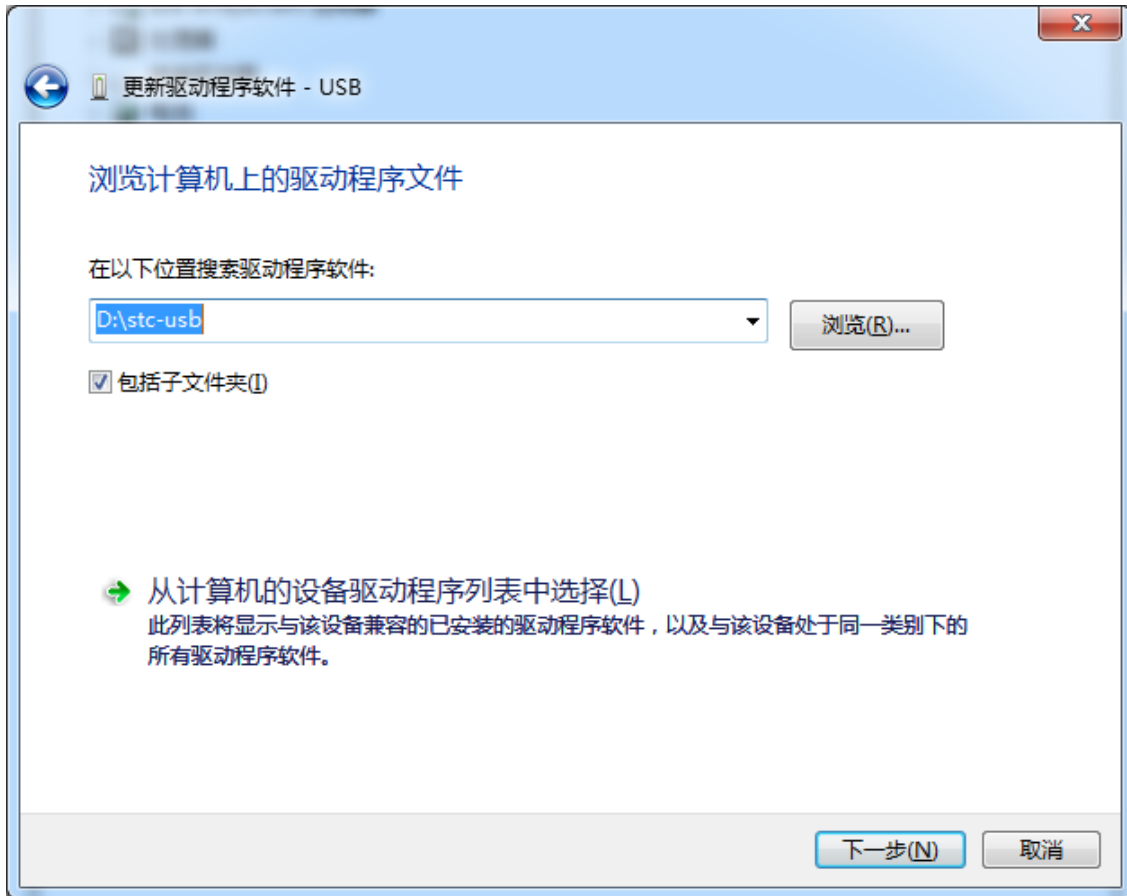 更新驱动程序软件 - USB
浏览计算机上的驱动程序文件
在以下位置搜索驱动程序软件:
D:\stc-usb
浏览(R)...
包括子文件夹(I)
从计算机的设备驱动程序列表中选择(L)
此列表将显示与该设备兼容的已安装的驱动程序软件，以及与该设备处于同一类别下的
所有驱动程序软件。
下一步(N)
取消